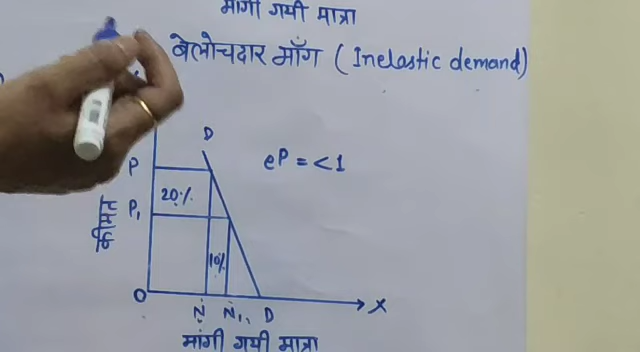 मांगी गयी मात्रा
बेलोचदार माँग ( Inelastic demand)
D
eP = <1
P
20%
P1
कीमत
10%
O
N N1, D
X
मांगी गयी मात्रा